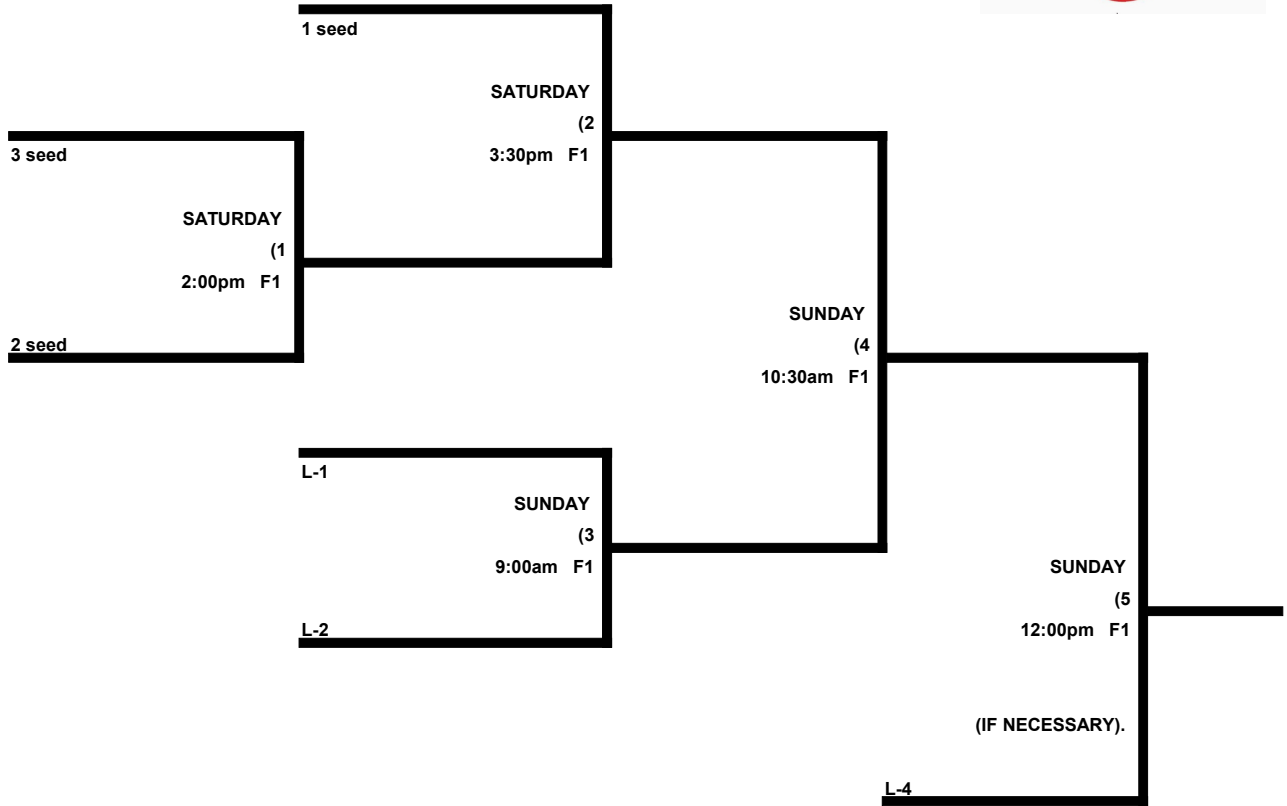 1 seed
SATURDAY
(2
3:30pm F1
3 seed
SATURDAY
(1
2:00pm F1
2 seed
SUNDAY
(4
10:30am F1
L-1
SUNDAY
(3
9:00am F1
L-2
SUNDAY
(5
12:00pm F1
(IF NECESSARY).
L-4